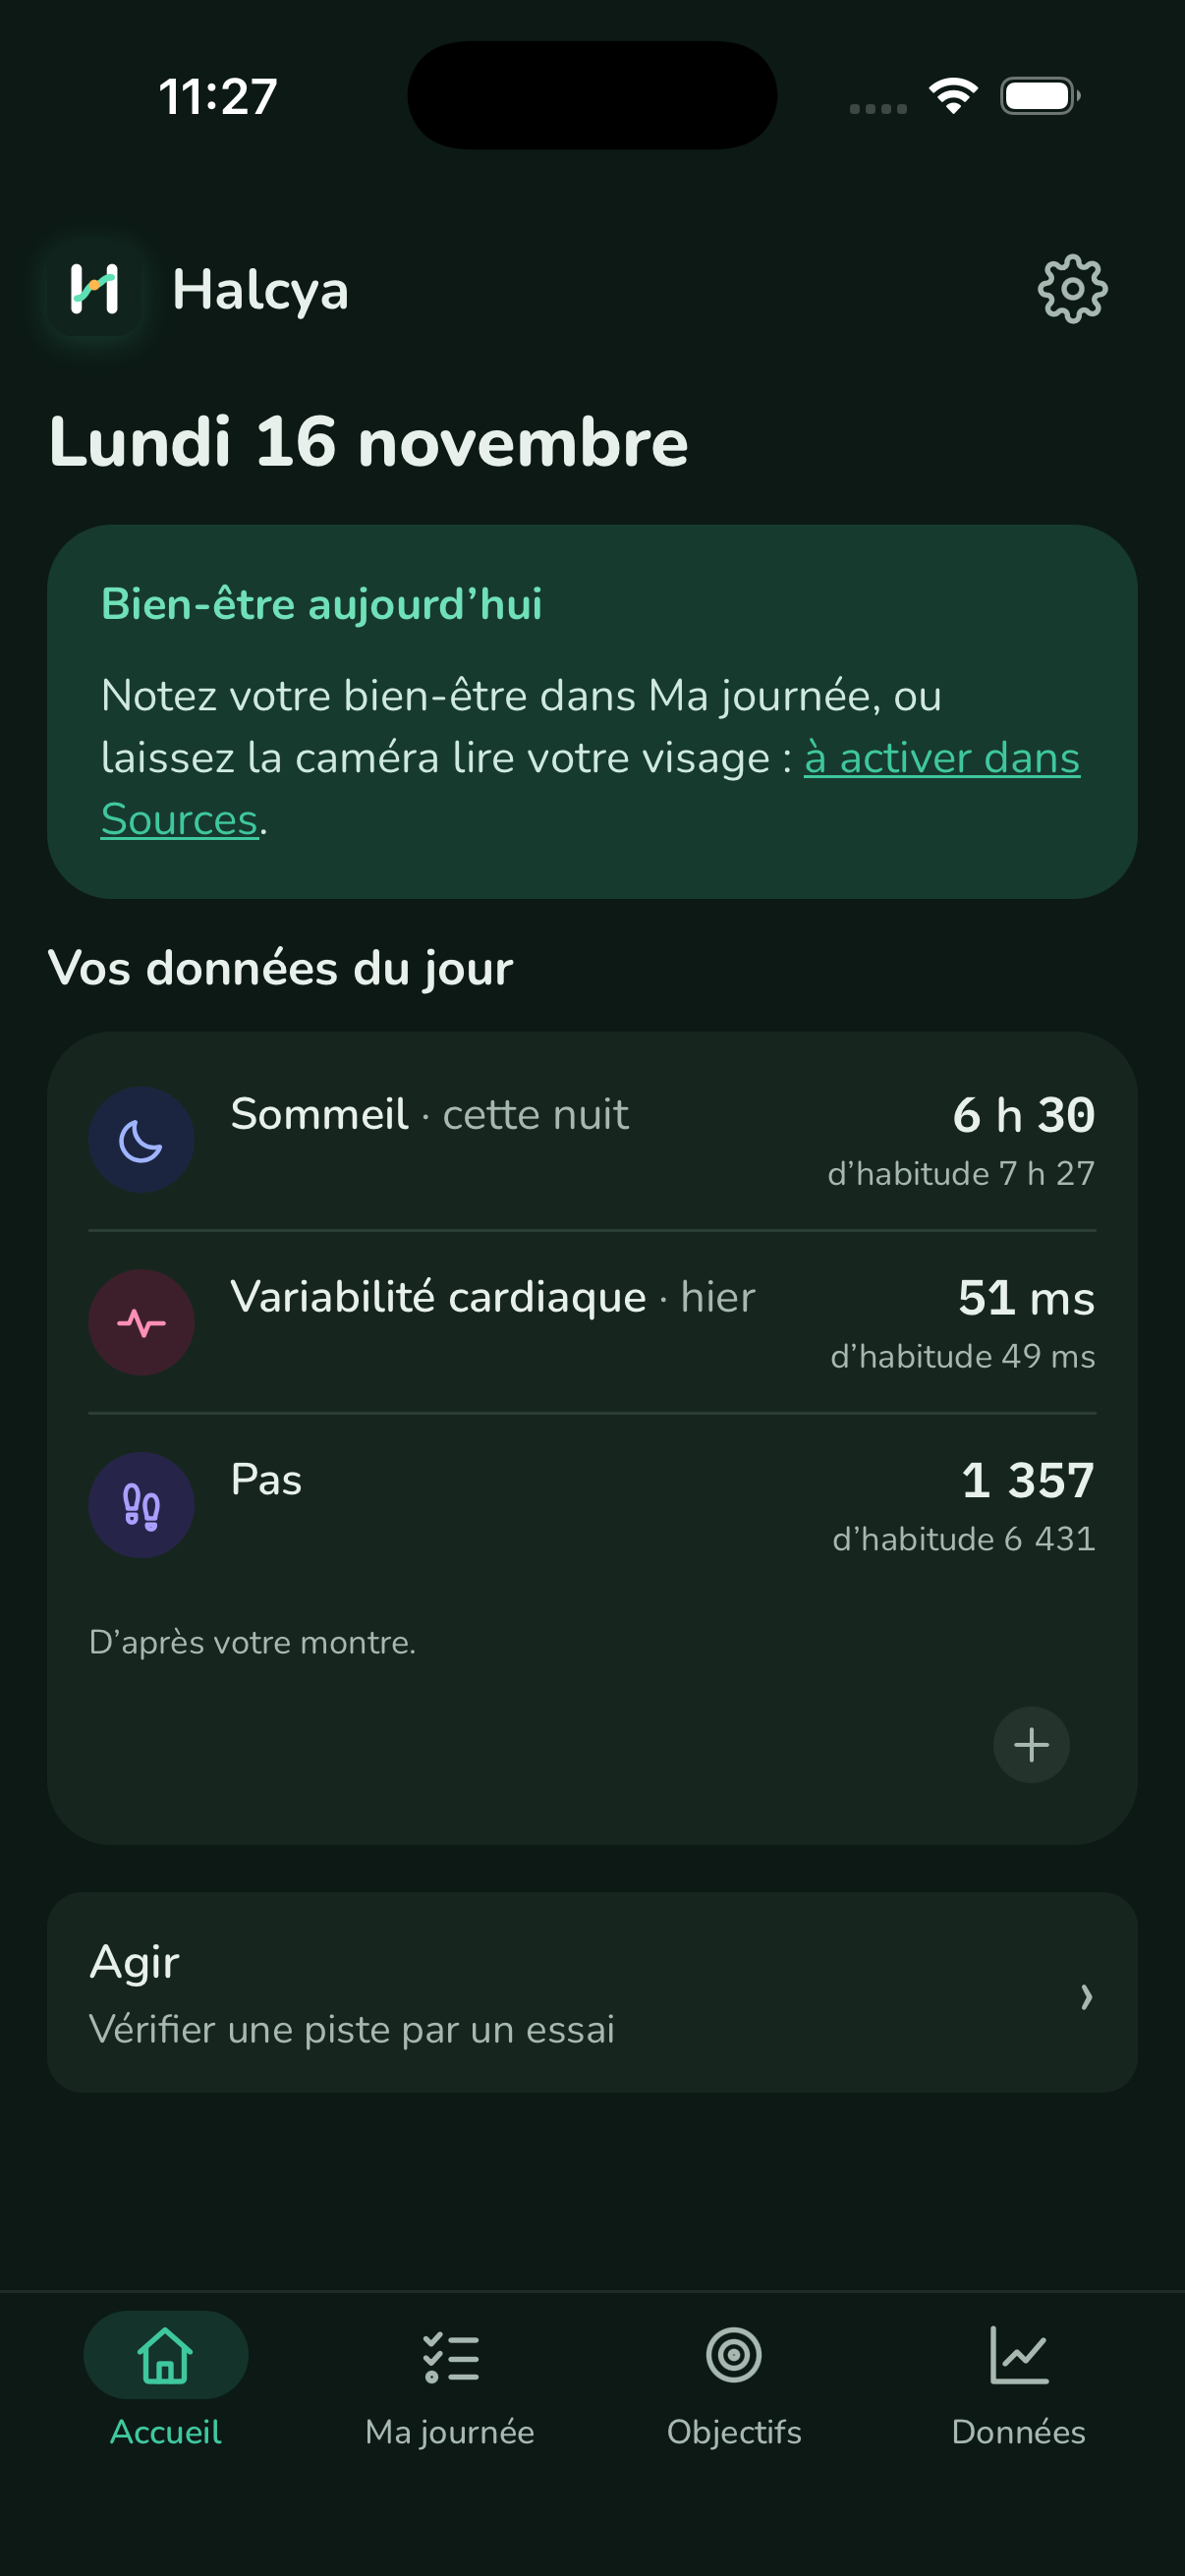 11:27
Halcya
Lundi 16 novembre
Bien-être aujourd’hui
Notez votre bien-être dans Ma journée, ou
laissez la caméra lire votre visage : à activer dans
Sources.
Vos données du jour
Sommeil · cette nuit
6 h 30
d’habitude 7 h 27
Variabilité cardiaque · hier
51 ms
d’habitude 49 ms
Pas
1 357
d’habitude 6 431
D’après votre montre.
Agir
Vérifier une piste par un essai
Accueil
Ma journée
Objectifs
Données